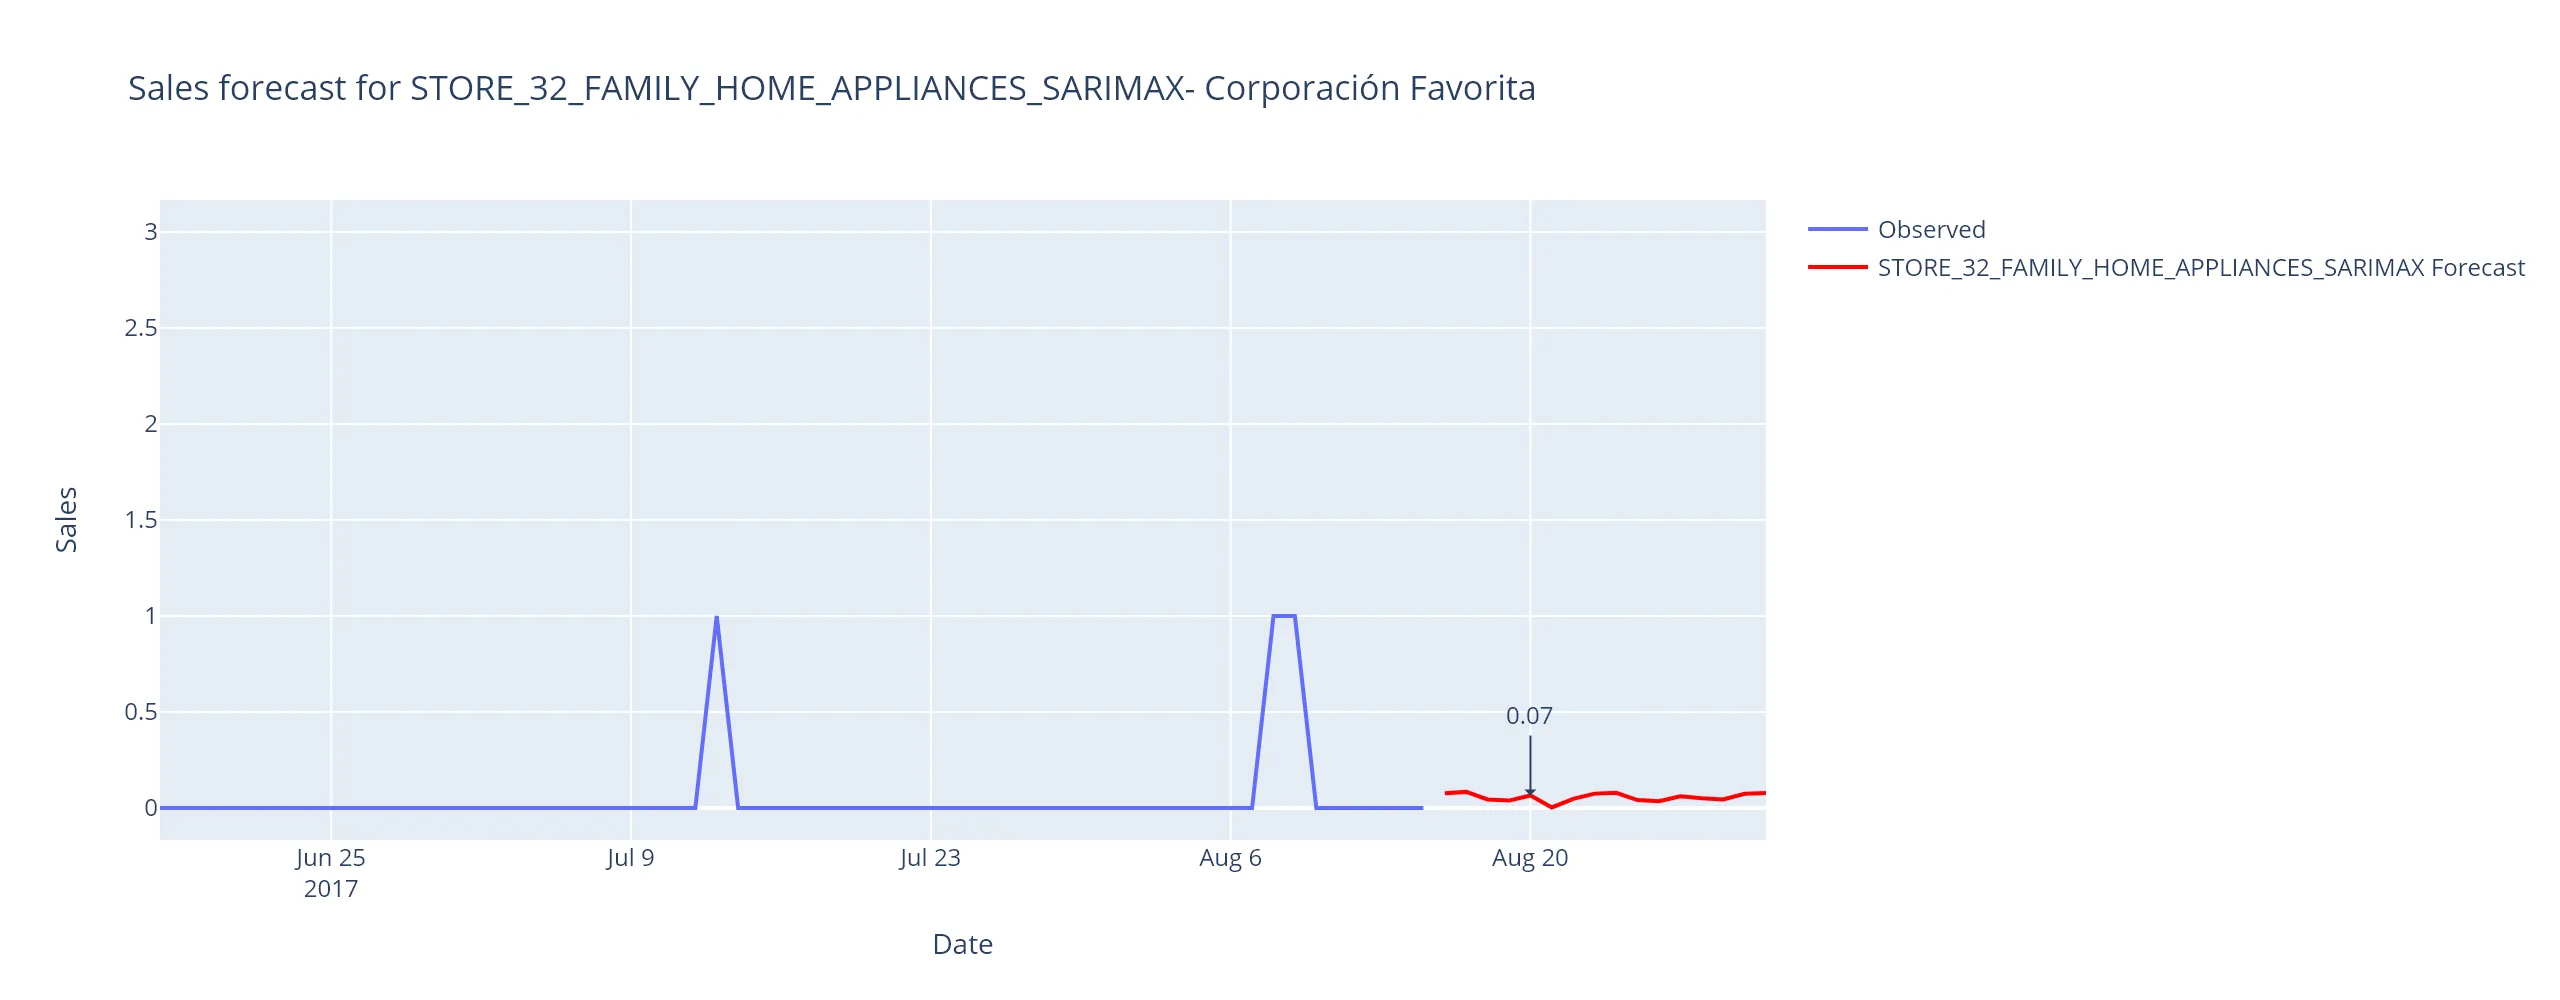 Sales forecast for STORE_32_FAMILY_HOME_APPLIANCES_SARIMAX- Corporación Favorita
Observed
STORE_32_FAMILY_HOME_APPLIANCES_SARIMAX Forecast
3
2.5
2
1.5
1
0.5
0
Sales
0.07
Jun 25
2017
Jul 9
Jul 23
Aug 6
Aug 20
Date